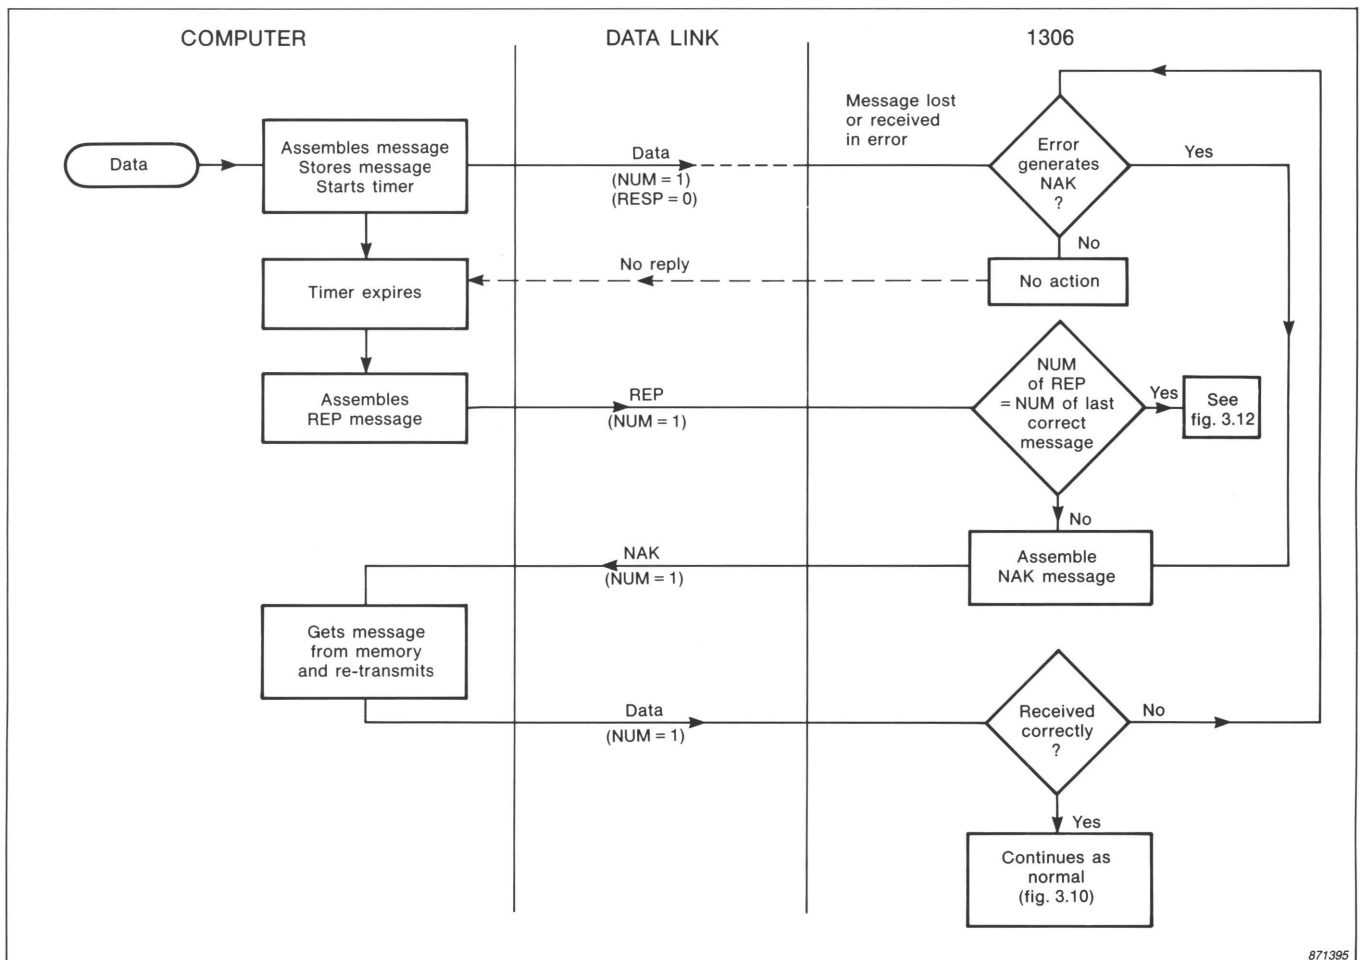 COMPUTER
DATA LINK
1306
Message lost
or received
in error
Data
Assembles message
Stores message
Starts timer
Data
(NUM = 1)
(RESP = 0)
Error
generates
NAK
?
Yes
No
Timer expires
No reply
No action
Assembles
REP message
REP
(NUM = 1)
NUM
of REP
= NUM of last
correct
message
Yes
See
fig. 3.12
No
NAK
(NUM = 1)
Assemble
NAK message
Gets message
from memory
and re-transmits
Data
(NUM = 1)
Received
correctly
?
No
Yes
Continues as
normal
(fig. 3.10)
871395